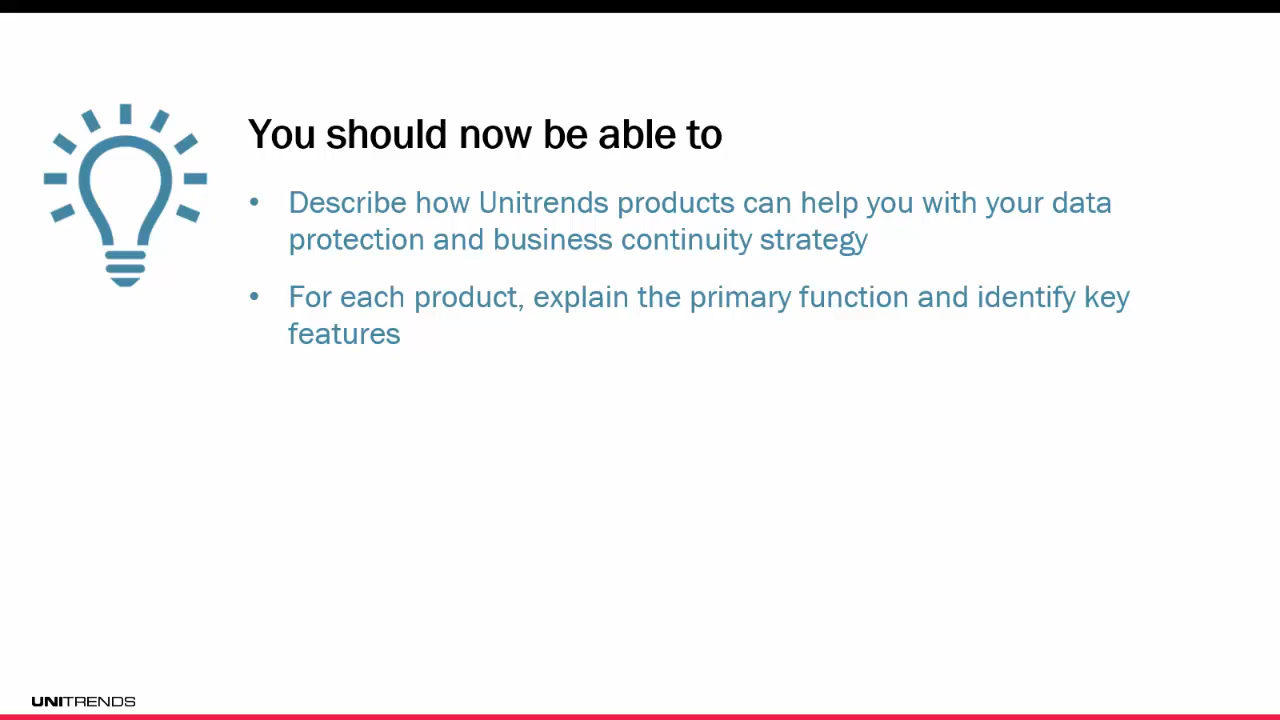 You should now be able to
• Describe how Unitrends products can help you with your data
protection and business continuity strategy
• For each product, explain the primary function and identify key
features
UNITRENDS